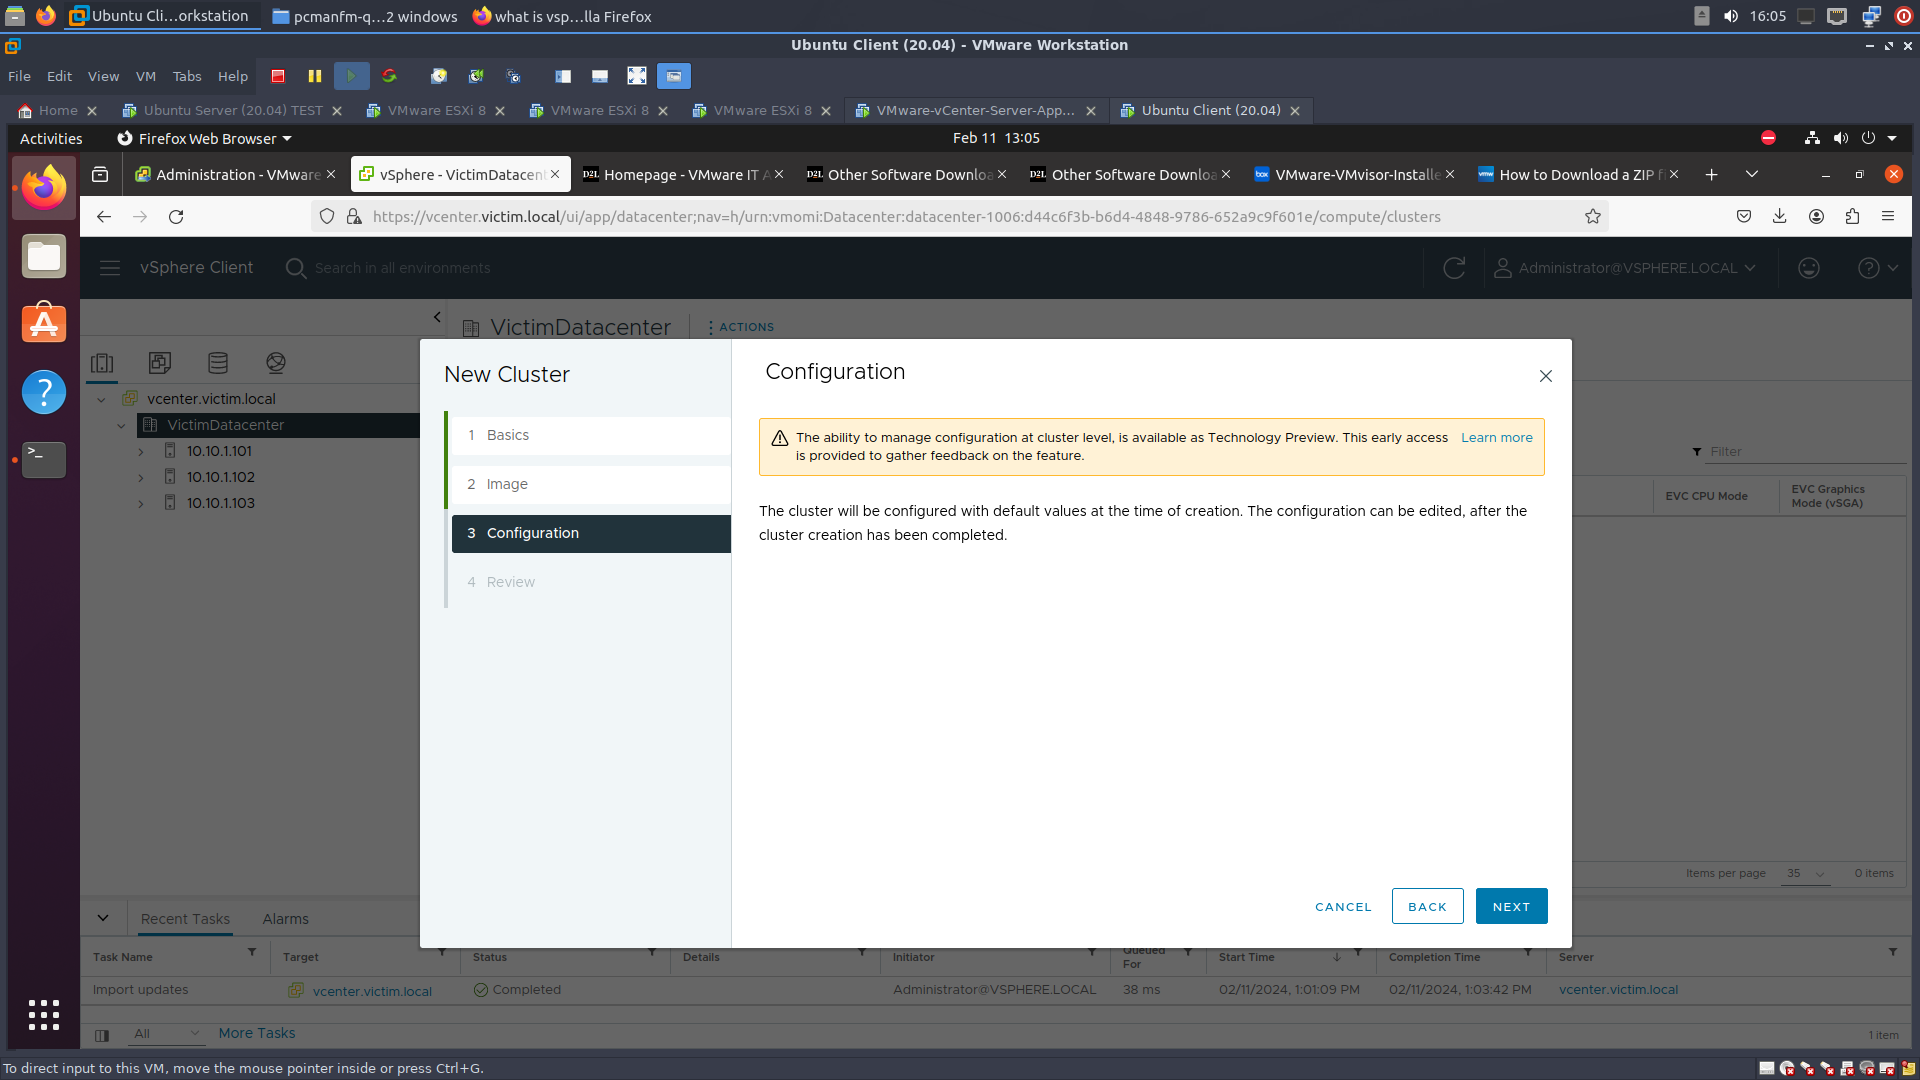 Ubuntu Cli...orkstation
pcmanfm-q...2 windows
what is vsp...lla Firefox
16:05
Ubuntu Client (20.04) - VMware Workstation
File Edit View VM Tabs Help
Home
Ubuntu Server (20.04) TEST
VMware ESXi 8
VMware ESXi 8
VMware ESXi 8
VMware-vCenter-Server-App...
Ubuntu Client (20.04)
Activities
Firefox Web Browser
Feb 11 13:05
Administration - VMware
vSphere - VictimDatacent
Homepage - VMware IT A
Other Software Downloa
Other Software Downloa
VMware-VMvisor-Installe
How to Download a ZIP fi
https://vcenter.victim.local/ui/app/datacenter;nav=h/urn:vmomi:Datacenter:datacenter-1006:d44c6f3b-b6d4-4848-9786-652a9c9f601e/compute/clusters
vSphere Client
Search in all environments
Administrator@VSPHERE.LOCAL
VictimDatacenter
ACTIONS
vcenter.victim.local
VictimDatacenter
10.10.1.101
10.10.1.102
10.10.1.103
New Cluster
1 Basics
2 Image
3 Configuration
4 Review
Configuration
The ability to manage configuration at cluster level, is available as Technology Preview. This early access
is provided to gather feedback on the feature.
Learn more
The cluster will be configured with default values at the time of creation. The configuration can be edited, after the
cluster creation has been completed.
CANCEL
BACK
NEXT
Filter
EVC CPU Mode
EVC Graphics
Mode (vSGA)
Items per page
35
0 items
Recent Tasks
Alarms
Task Name
Target
Status
Details
Initiator
Queued
For
Start Time
Completion Time
Server
Import updates
vcenter.victim.local
Completed
Administrator@VSPHERE.LOCAL
38 ms
02/11/2024, 1:01:09 PM
02/11/2024, 1:03:42 PM
vcenter.victim.local
All
More Tasks
1 item
To direct input to this VM, move the mouse pointer inside or press Ctrl+G.